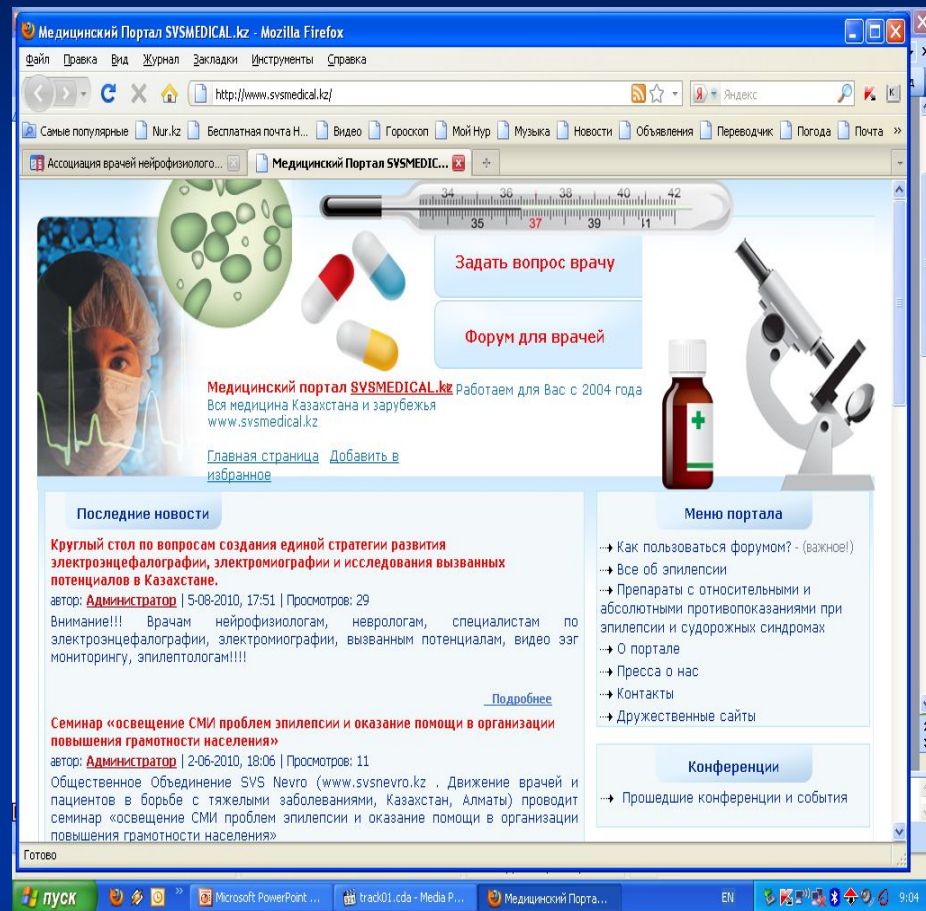 Медицинский Портал SVSMEDICAL.kz - Mozilla Firefox
Файл Правка Вид Журнал Закладки Инструменты Справка
http://www.svsmedical.kz/ Яндекс
Самые популярные Nur.kz Бесплатная почта Н... Видео Гороскоп Мой Нур Музыка Новости Объявления Переводчик Погода Почта »
Ассоциация врачей нейрофизиолого... Медицинский Портал SVSMEDIC...
34 36 38 40 42
35 37 39 41
Задать вопрос врачу
Форум для врачей
Медицинский портал SVSMEDICAL.kz Работаем для Вас с 2004 года
Вся медицина Казахстана и зарубежья
www.svsmedical.kz
Главная страница Добавить в
избранное
Последние новости
Круглый стол по вопросам создания единой стратегии развития
электроэнцефалографии, электромиографии и исследования вызванных
потенциалов в Казахстане.
автор: Администратор | 5-08-2010, 17:51 | Просмотров: 29
Внимание!!! Врачам нейрофизиологам, неврологам, специалистам по
электроэнцефалографии, электромиографии, вызванным потенциалам, видео ээг
мониторингу, эпилептологам!!!!
Подробнее
Семинар «освещение СМИ проблем эпилепсии и оказание помощи в организации
повышения грамотности населения»
автор: Администратор | 2-06-2010, 18:06 | Просмотров: 11
Общественное Объединение SVS Nevro (www.svsnevro.kz . Движение врачей и
пациентов в борьбе с тяжелыми заболеваниями, Казахстан, Алматы) проводит
семинар «освещение СМИ проблем эпилепсии и оказание помощи в организации
повышения грамотности населения»
Меню портала
Как пользоваться форумом? - (важное!)
Все об эпилепсии
Препараты с относительными и
абсолютными противопоказаниями при
эпилепсии и судорожных синдромах
О портале
Пресса о нас
Контакты
Дружественные сайты
Конференции
Прошедшие конференции и события
Готово
пуск » Microsoft PowerPoint ... track01.cda - Media P... Медицинский Порта... EN 9:04